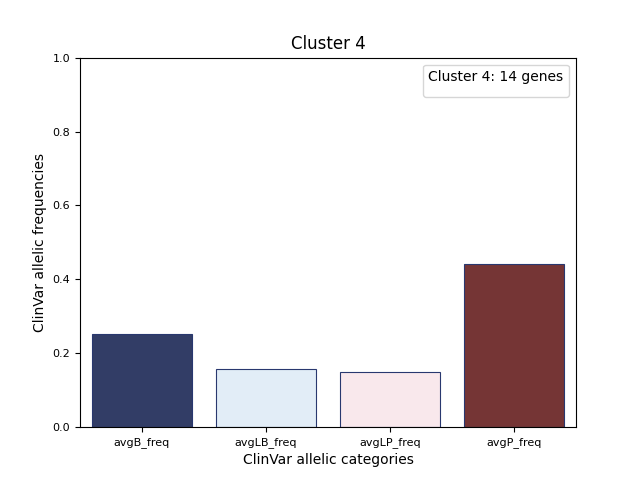 Cluster 4
Cluster 4: 14 genes
1.0
0.8
0.6
0.4
0.2
0.0
ClinVar allelic frequencies
avgB_freq
avgLB_freq
avgLP_freq
avgP_freq
ClinVar allelic categories